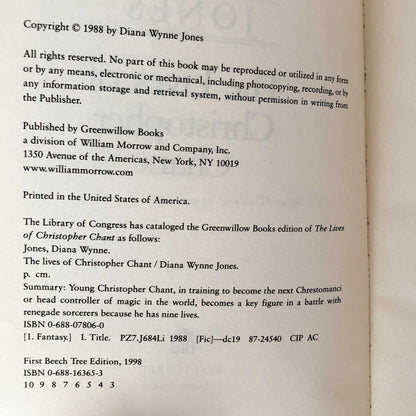 JONES
Copyright © 1988 by Diana Wynne Jones
All rights reserved. No part of this book may be reproduced or utilized in any form
or by any means, electronic or mechanical, including photocopying, recording, or by
any information storage and retrieval system, without permission in writing from
the Publisher.
Published by Greenwillow Books
a division of William Morrow and Company, Inc.
1350 Avenue of the Americas, New York, NY 10019
www.williammorrow.com
Printed in the United States of America.
The Library of Congress has cataloged the Greenwillow Books edition of The Lives
of Christopher Chant as follows:
Jones, Diana Wynne.
The lives of Christopher Chant / Diana Wynne Jones.
p. cm.
Summary: Young Christopher Chant, in training to become the next Chrestomanci
or head controller of magic in the world, becomes a key figure in a battle with
renegade sorcerers because he has nine lives.
ISBN 0-688-07806-0
[1. Fantasy.] I. Title. PZ7.J684Li 1988 [Fic]—dc19 87-24540 CIP AC
First Beech Tree Edition, 1998
ISBN 0-688-16365-3
10 9 8 7 6 5 4 3